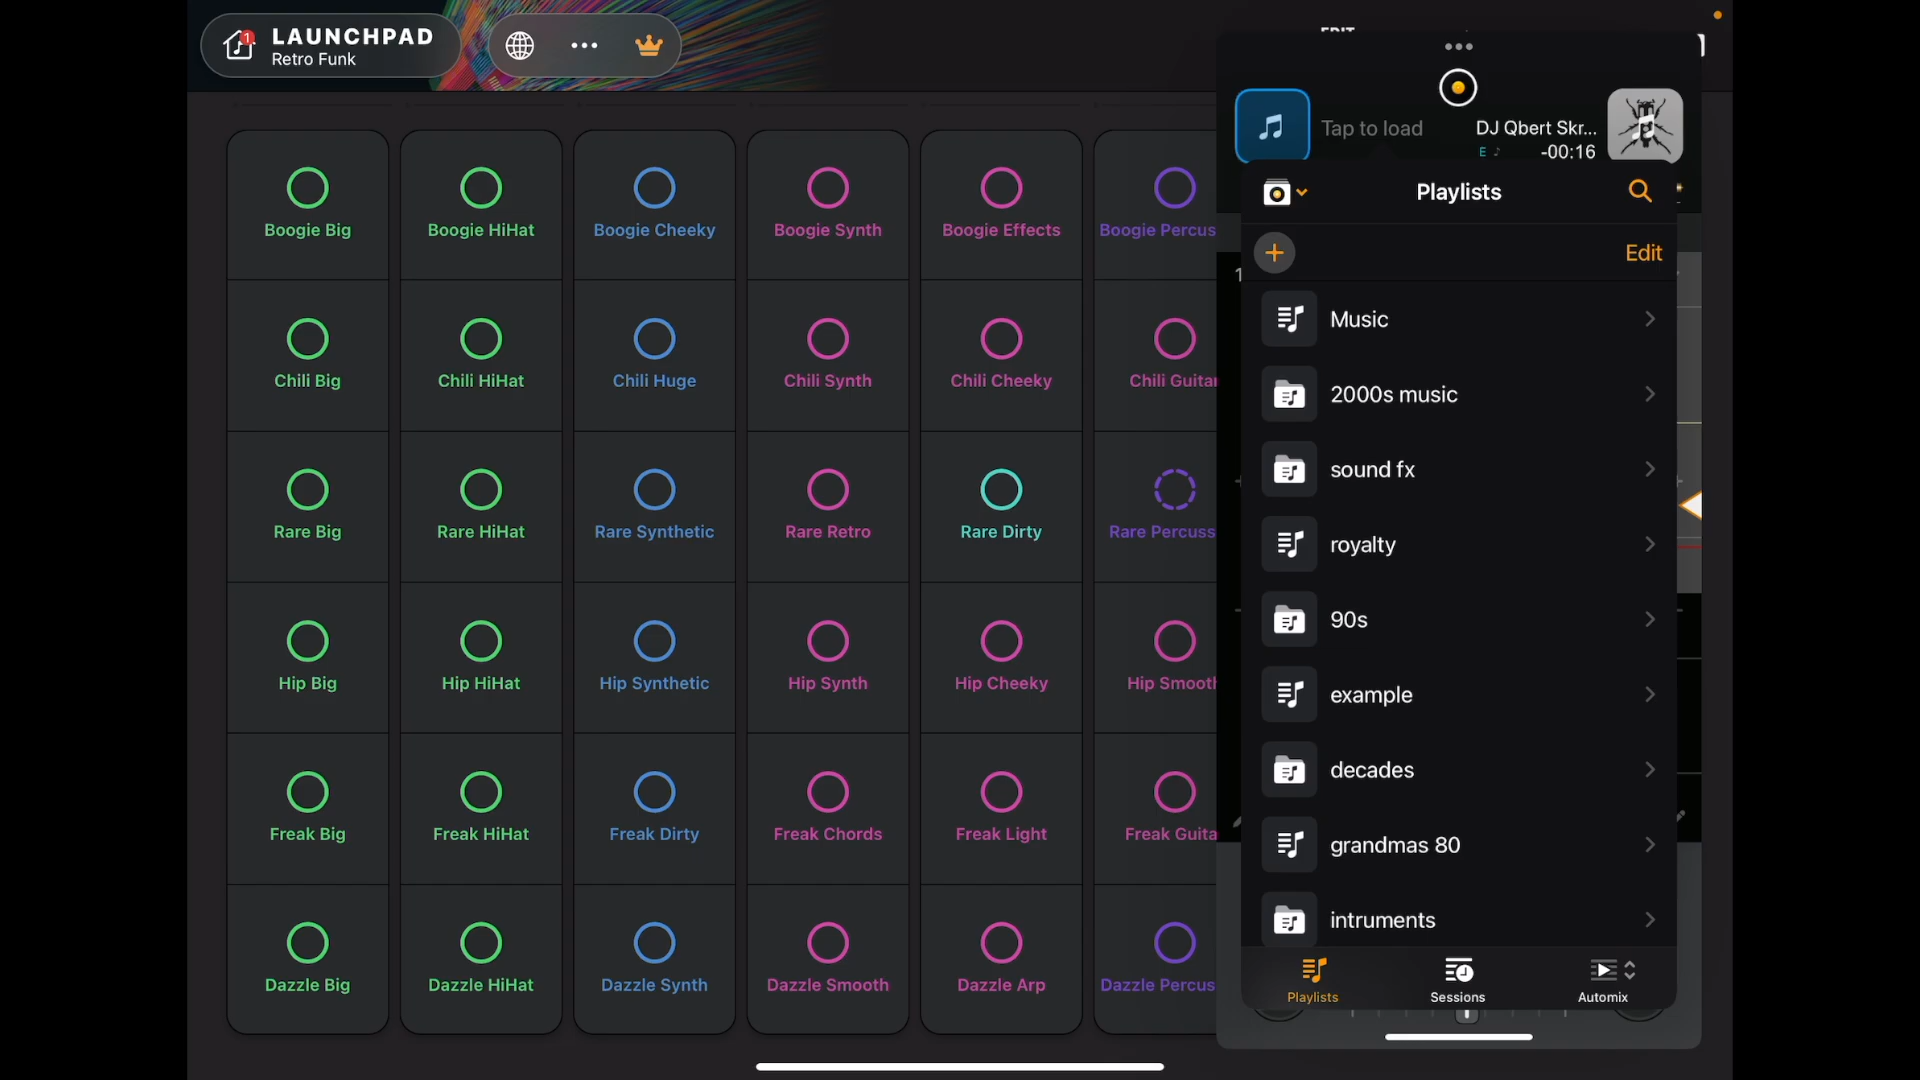 LAUNCHPAD
Retro Funk
1
Tap to load
DJ Qbert Skr...
E
-00:16
Playlists
Edit
Music
2000s music
sound fx
royalty
90s
example
decades
grandmas 80
intruments
Playlists
Sessions
Automix
Boogie Big
Boogie HiHat
Boogie Cheeky
Boogie Synth
Boogie Effects
Boogie Percus
Chili Big
Chili HiHat
Chili Huge
Chili Synth
Chili Cheeky
Chili Guitar
Rare Big
Rare HiHat
Rare Synthetic
Rare Retro
Rare Dirty
Rare Percuss
Hip Big
Hip HiHat
Hip Synthetic
Hip Synth
Hip Cheeky
Hip Smooth
Freak Big
Freak HiHat
Freak Dirty
Freak Chords
Freak Light
Freak Guita
Dazzle Big
Dazzle HiHat
Dazzle Synth
Dazzle Smooth
Dazzle Arp
Dazzle Percus